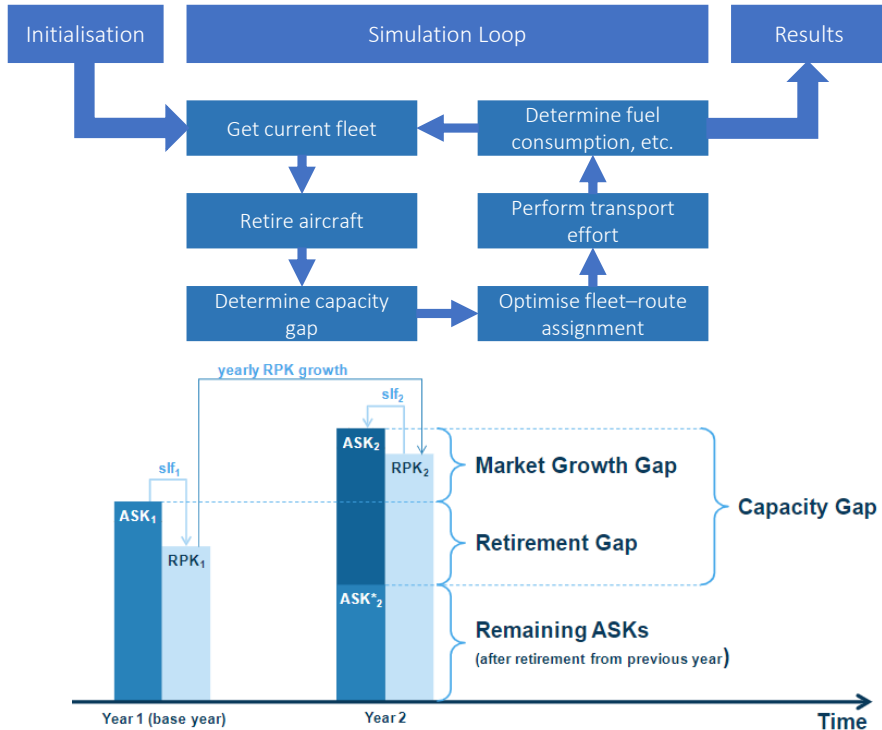 Initialisation
Simulation Loop
Results
Get current fleet
Determine fuel
consumption, etc.
Retire aircraft
Perform transport
effort
Determine capacity
gap
Optimise fleet–route
assignment
yearly RPK growth
slf₂
ASK₂
RPK₂
Market Growth Gap
slf₁
ASK₁
RPK₁
Capacity Gap
Retirement Gap
ASK*₂
Remaining ASKs
(after retirement from previous year)
Year 1 (base year)
Year 2
Time